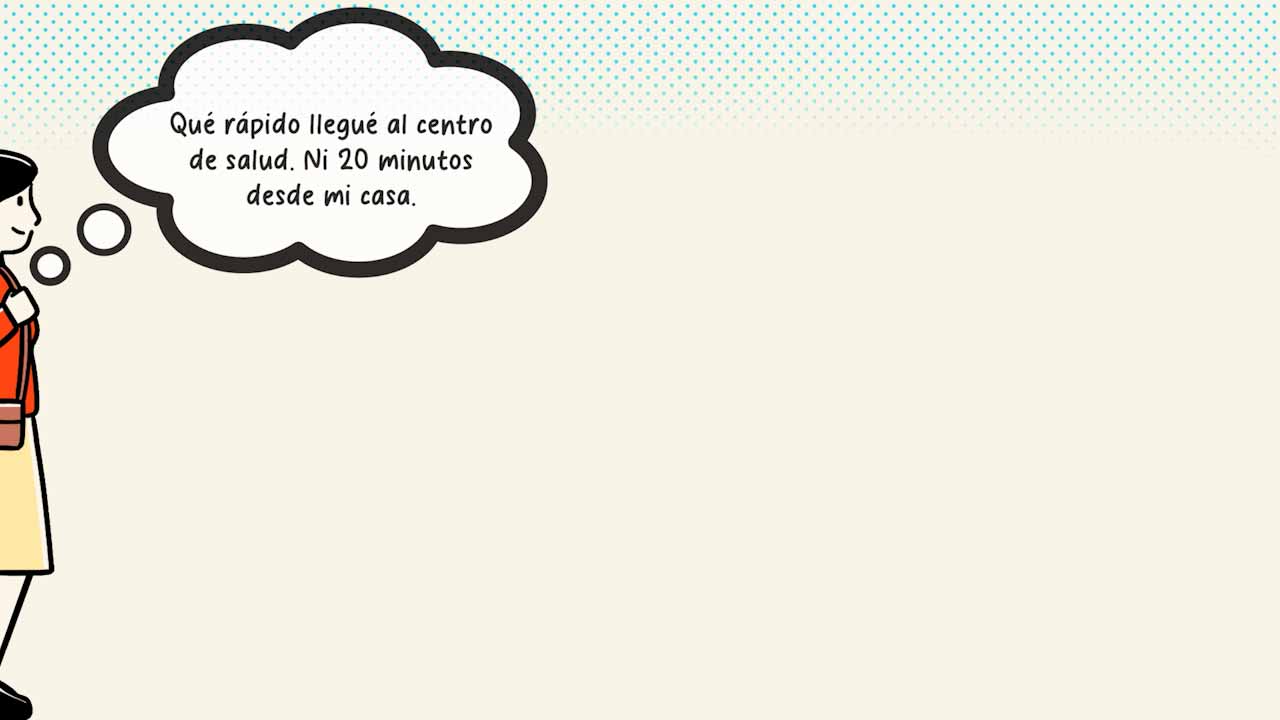 Qué rápido llegué al centro
de salud. Ni 20 minutos
desde mi casa.